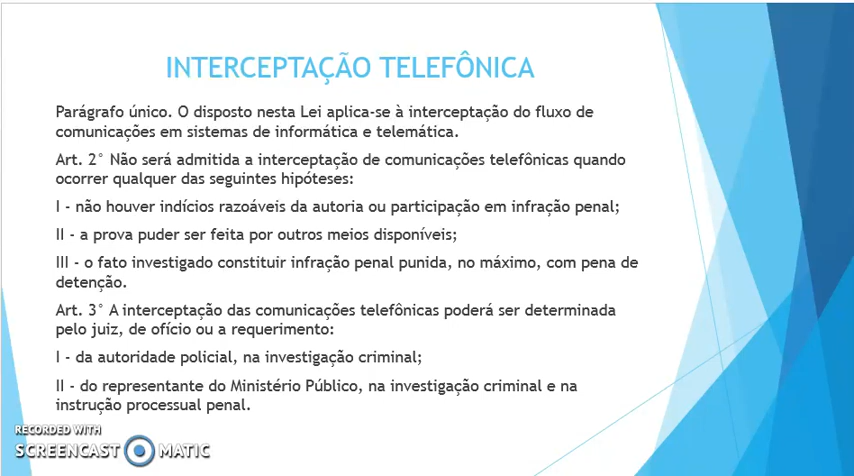 INTERCEPTAÇÃO TELEFÔNICA
Parágrafo único. O disposto nesta Lei aplica-se à interceptação do fluxo de
comunicações em sistemas de informática e telemática.
Art. 2° Não será admitida a interceptação de comunicações telefônicas quando
ocorrer qualquer das seguintes hipóteses:
I - não houver indícios razoáveis da autoria ou participação em infração penal;
II - a prova puder ser feita por outros meios disponíveis;
III - o fato investigado constituir infração penal punida, no máximo, com pena de
detenção.
Art. 3° A interceptação das comunicações telefônicas poderá ser determinada
pelo juiz, de ofício ou a requerimento:
I - da autoridade policial, na investigação criminal;
II - do representante do Ministério Público, na investigação criminal e na
instrução processual penal.
RECORDED WITH
SCREENCAST MATIC